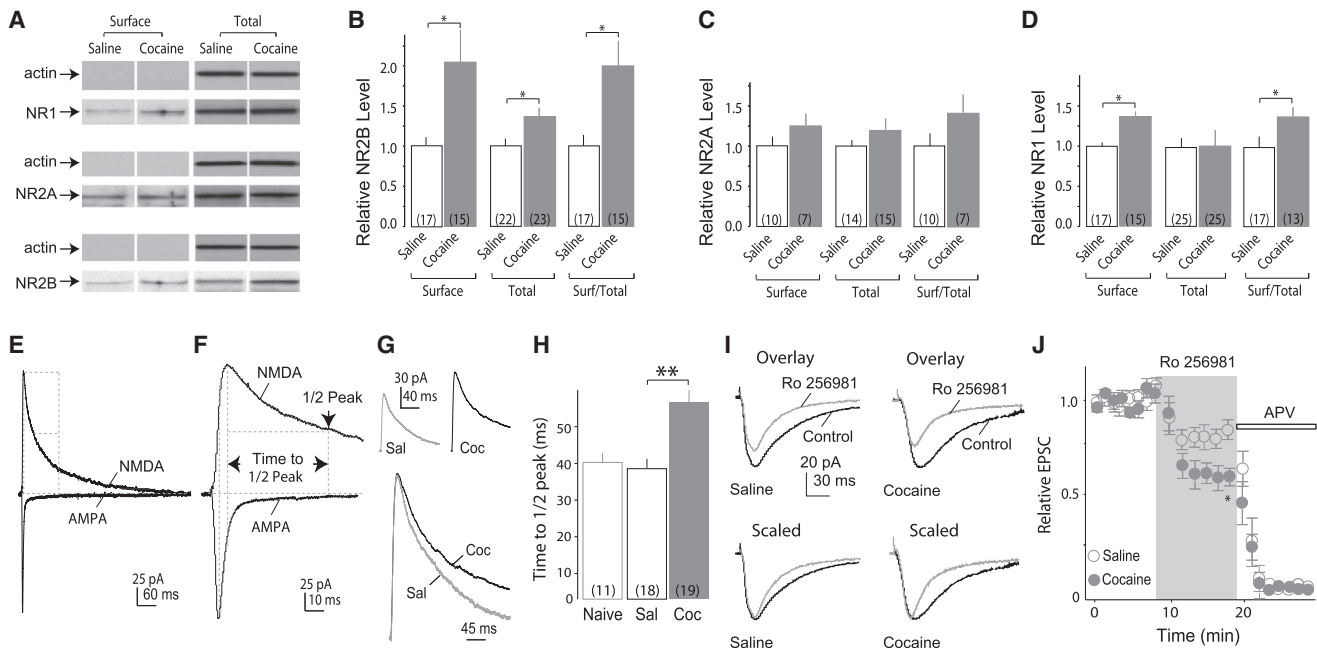 A
Surface Total
Saline Cocaine Saline Cocaine
actin
NR1
actin
NR2A
actin
NR2B
B
Relative NR2B Level
2.0
1.5
1.0
0.5
0.0
* * *
(17) (15) (22) (23) (17) (15)
Saline Cocaine Saline Cocaine Saline Cocaine
Surface Total Surf/Total
C
Relative NR2A Level
1.5
1.0
0.5
0.0
(10) (7) (14) (15) (10) (7)
Saline Cocaine Saline Cocaine Saline Cocaine
Surface Total Surf/Total
D
Relative NR1 Level
1.5
1.0
0.5
0.0
* *
(17) (15) (25) (25) (17) (13)
Saline Cocaine Saline Cocaine Saline Cocaine
Surface Total Surf/Total
E
NMDA
AMPA
25 pA
60 ms
F
NMDA
1/2 Peak
Time to
1/2 Peak
AMPA
25 pA
10 ms
G
30 pA
40 ms
Sal Coc
Coc
Sal
45 ms
H
Time to 1/2 peak (ms)
50
40
30
20
10
0
**
(11) (18) (19)
Naive Sal Coc
I
Overlay Overlay
Ro 256981 Ro 256981
Control Control
20 pA
30 ms
Saline Cocaine
Scaled Scaled
Saline Cocaine
J
Ro 256981
APV
Relative EPSC
1.0
0.5
0
*
Saline
Cocaine
0 10 20
Time (min)